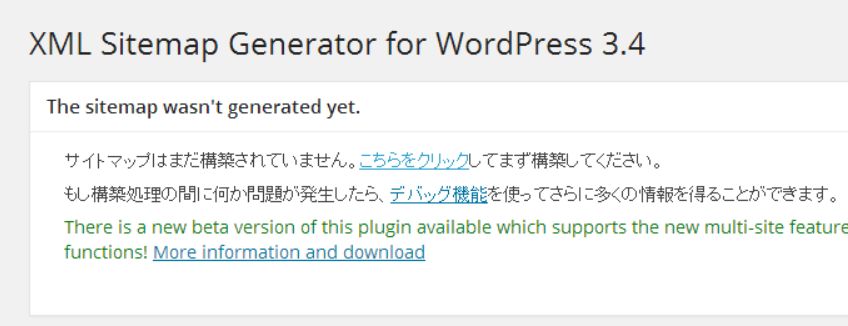 XML Sitemap Generator for WordPress 3.4
The sitemap wasn't generated yet.
サイトマップはまだ構築されていません。こちらをクリックしてまず構築してください。
もし構築処理の間に何か問題が発生したら、デバッグ機能を使ってさらに多くの情報を得ることができます。
There is a new beta version of this plugin available which supports the new multi-site feature
functions! More information and download